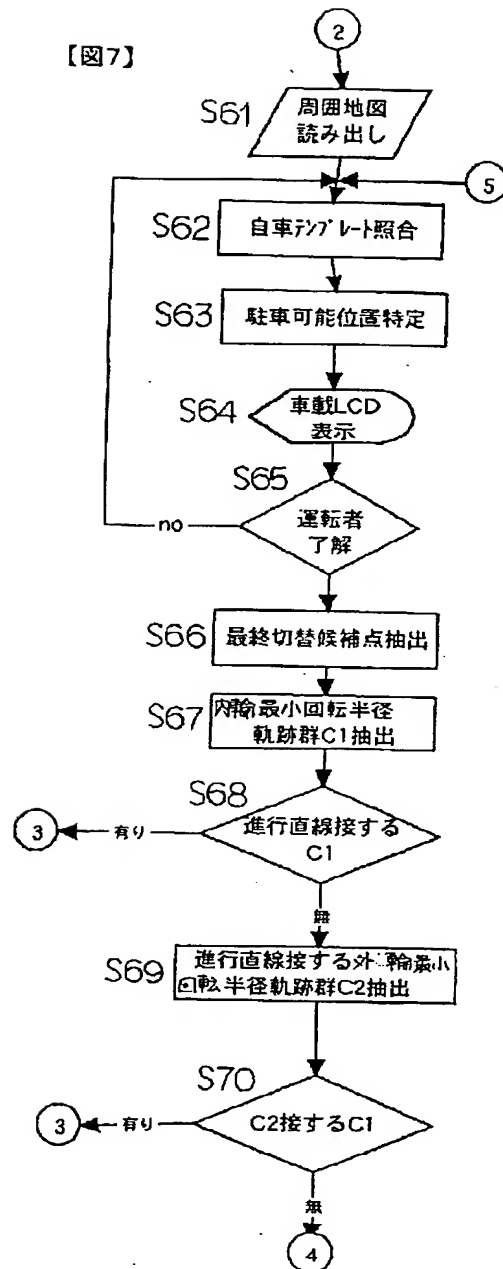 【図7】
2
S61
周囲地図
読み出し
5
S62
自車テンプレート照合
S63
駐車可能位置特定
S64
車載LCD
表示
S65
運転者
了解
no
S66
最終切替候補点抽出
S67
内輪最小回転半径
軌跡群C1抽出
S68
進行直線接する
C1
3
有り
無
S69
進行直線接する外輪最小
回転半径軌跡群C2抽出
S70
C2接するC1
3
有り
無
4